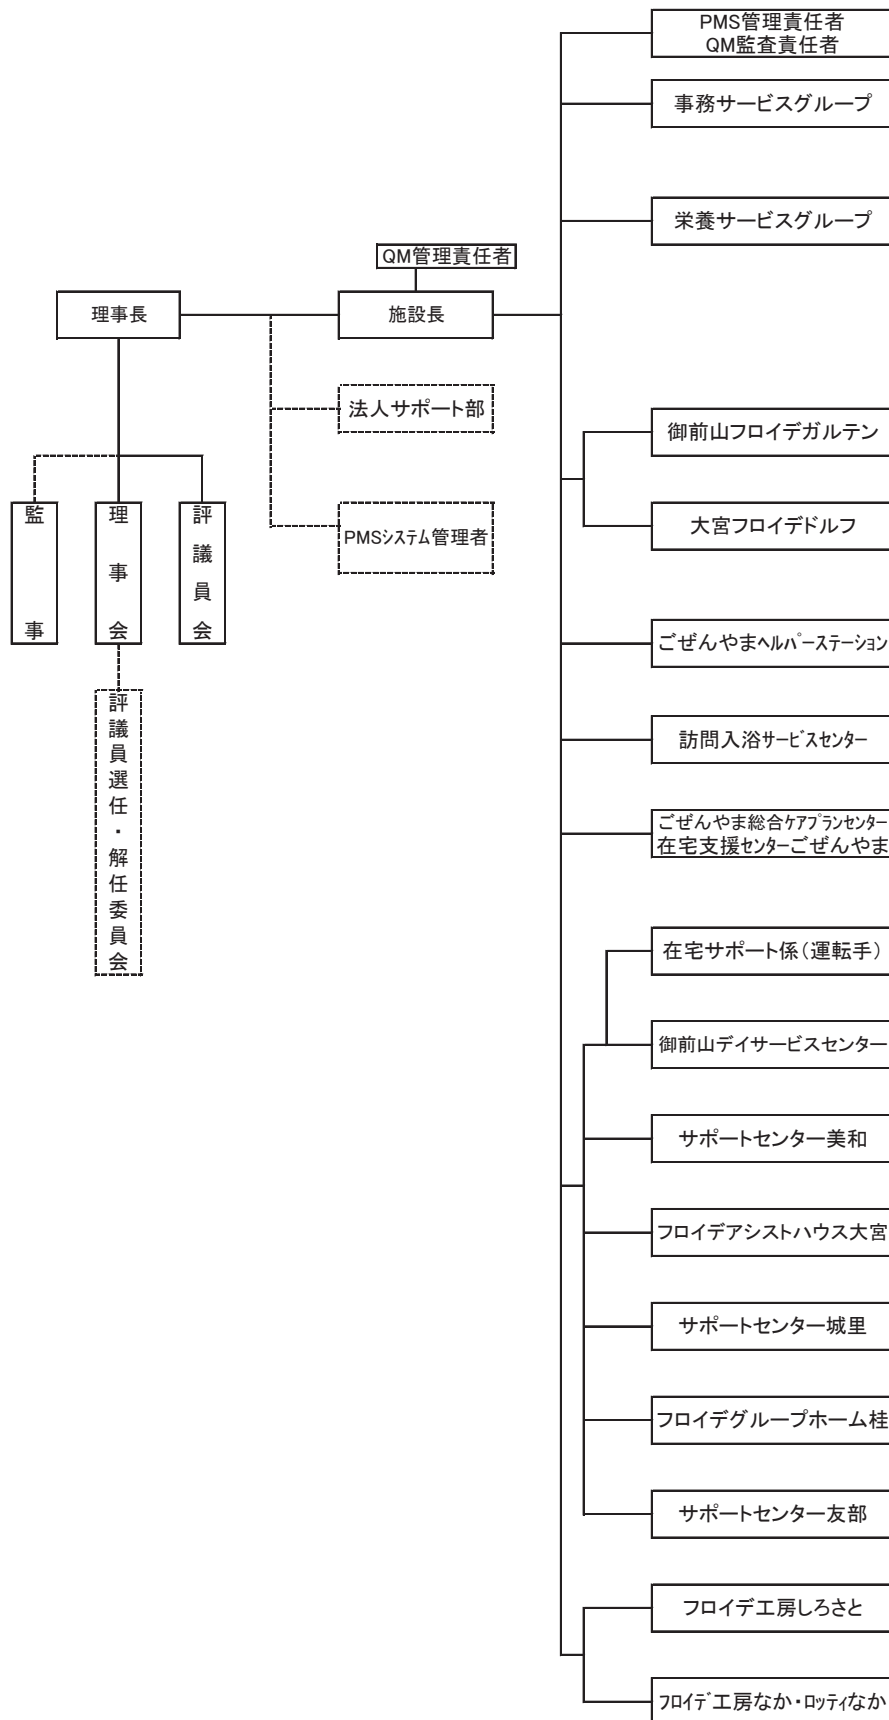 PMS管理責任者
QM監査責任者
事務サービスグループ
栄養サービスグループ
QM管理責任者
理事長
施設長
法人サポート部
PMSシステム管理者
監事
理事会
評議員会
評議員選任・解任委員会
御前山フロイデガルテン
大宮フロイデドルフ
ごぜんやまヘルパーステーション
訪問入浴サービスセンター
ごぜんやま総合ケアプランセンター
在宅支援センターごぜんやま
在宅サポート係(運転手)
御前山デイサービスセンター
サポートセンター美和
フロイデアシストハウス大宮
サポートセンター城里
フロイデグループホーム桂
サポートセンター友部
フロイデ工房しろさと
フロイデ工房なか・ロッティなか